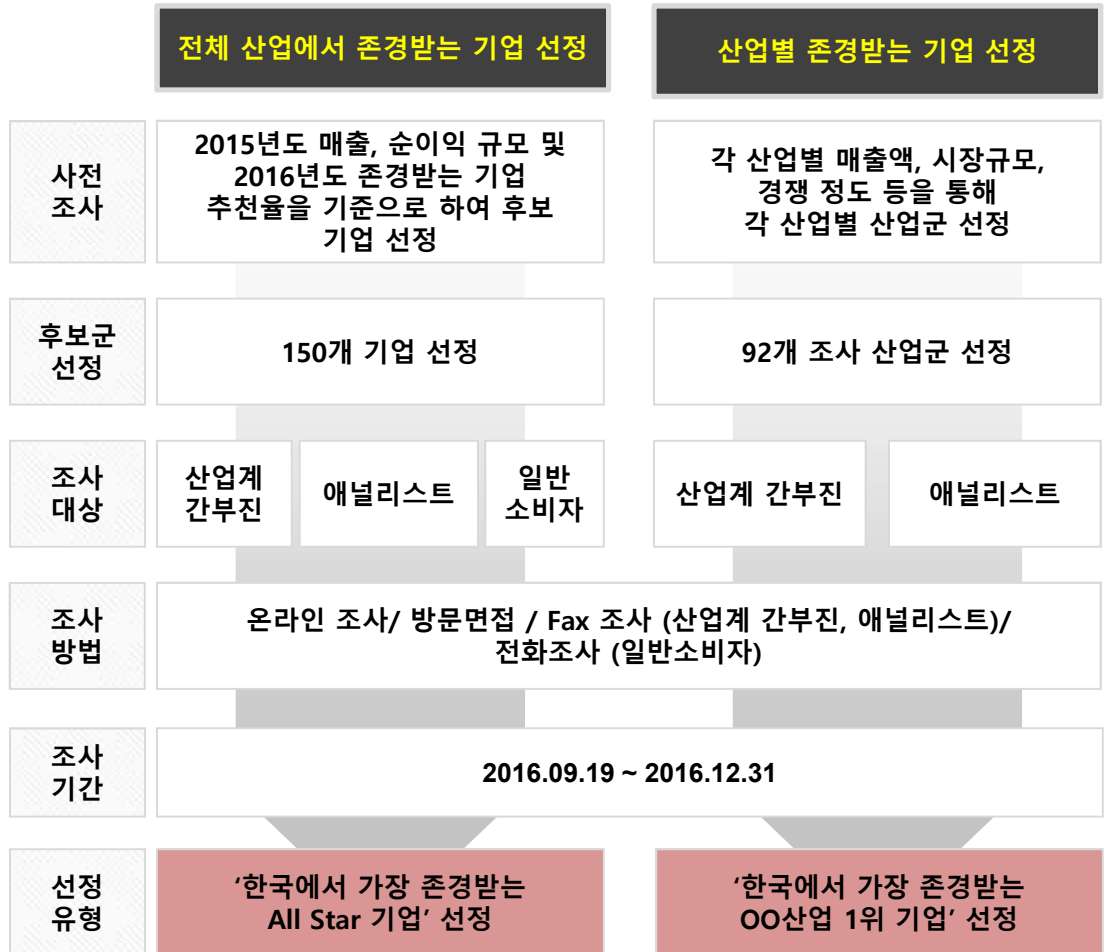 전체 산업에서 존경받는 기업 선정
산업별 존경받는 기업 선정
사전
조사
2015년도 매출, 순이익 규모 및
2016년도 존경받는 기업
추천율을 기준으로 하여 후보
기업 선정
각 산업별 매출액, 시장규모,
경쟁 정도 등을 통해
각 산업별 산업군 선정
후보군
선정
150개 기업 선정
92개 조사 산업군 선정
조사
대상
산업계
간부진
애널리스트
일반
소비자
산업계 간부진
애널리스트
조사
방법
온라인 조사/ 방문면접 / Fax 조사 (산업계 간부진, 애널리스트)/
전화조사 (일반소비자)
조사
기간
2016.09.19 ~ 2016.12.31
선정
유형
‘한국에서 가장 존경받는
All Star 기업’ 선정
‘한국에서 가장 존경받는
OO산업 1위 기업’ 선정